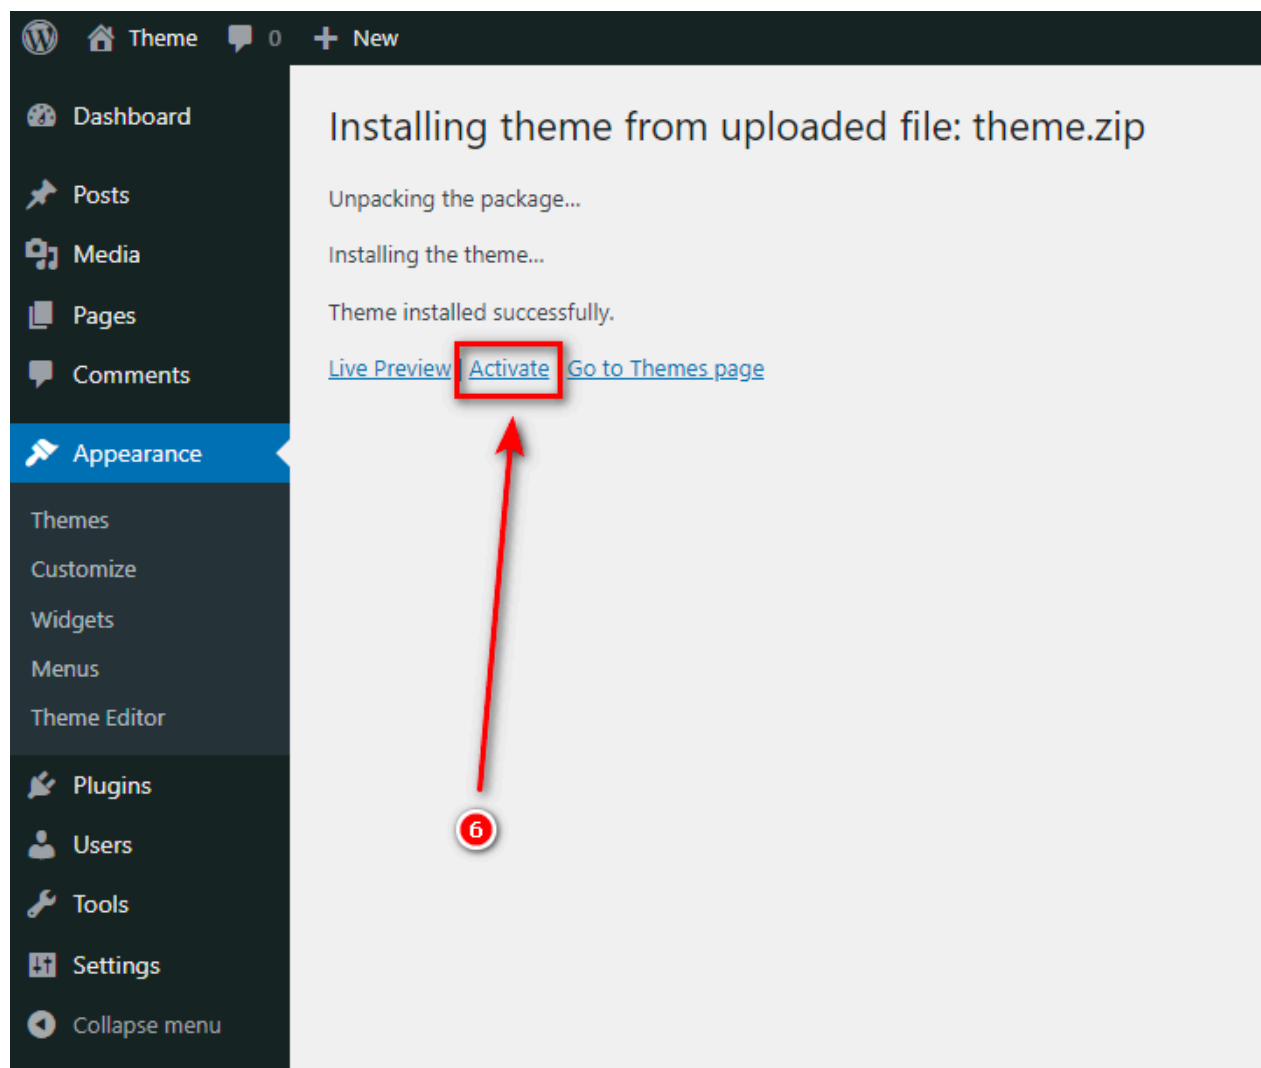 Theme 0 + New
Dashboard
Posts
Media
Pages
Comments
Appearance
Themes
Customize
Widgets
Menus
Theme Editor
Plugins
Users
Tools
Settings
Collapse menu
Installing theme from uploaded file: theme.zip
Unpacking the package...
Installing the theme...
Theme installed successfully.
Live Preview | Activate Go to Themes page
6